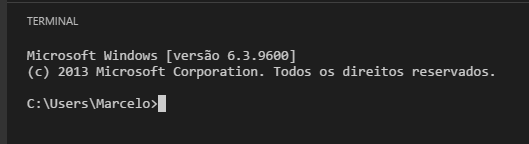 TERMINAL
Microsoft Windows [versão 6.3.9600]
(c) 2013 Microsoft Corporation. Todos os direitos reservados.
C:\Users\Marcelo>